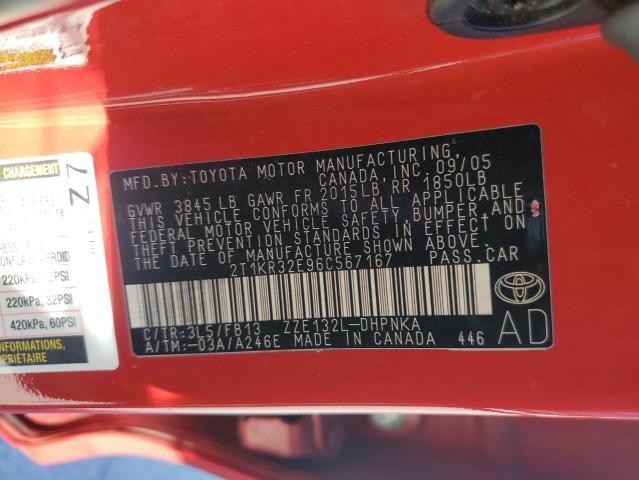 MFD.BY:TOYOTA MOTOR MANUFACTURING,
CANADA, INC. 09/05
GVWR 3845 LB GAWR FR 2015LB RR 1850LB
THIS VEHICLE CONFORMS TO ALL APPLICABLE
FEDERAL MOTOR VEHICLE SAFETY, BUMPER, AND
THEFT PREVENTION STANDARDS IN EFFECT
ON THE DATE OF MANUFACTURE SHOWN ABOVE.
2T1KR32E96C567167 PASS.CAR
C/TR:3L5/FB13 ZZE132L-DHPNKA
A/TM:-03A/A246E MADE IN CANADA 446
TOYOTA
AD
CHARGEMENT
Z 7
220kPa, 32PSI
420kPa, 60PSI
INFORMATIONS